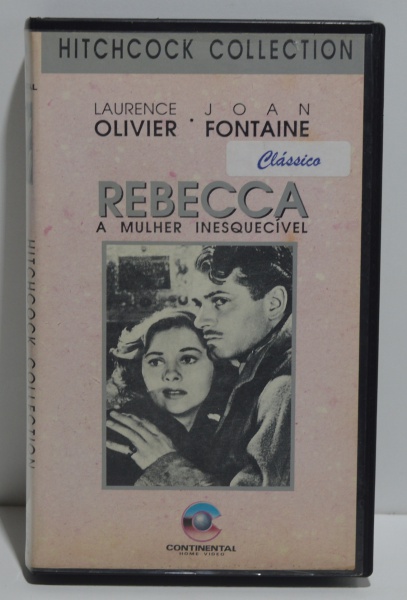 HITCHCOCK COLLECTION
LAURENCE · JOAN
OLIVIER FONTAINE
Clássico
REBECCA
A MULHER INESQUECÍVEL
CONTINENTAL
HOME VIDEO
HITCHCOCK COLLECTION